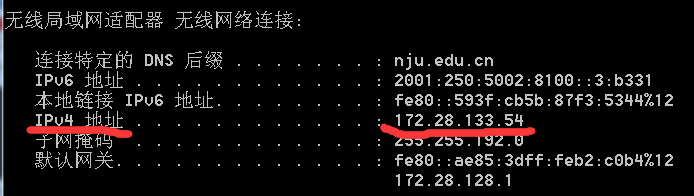 无线局域网适配器 无线网络连接:
连接特定的 DNS 后缀 . . . . . . . : nju.edu.cn
IPv6 地址 . . . . . . . . . . . . : 2001:250:5002:8100::3:b331
本地链接 IPv6 地址. . . . . . . . : fe80::593f:cb5b:87f3:5344%12
IPv4 地址 . . . . . . . . . . . . : 172.28.133.54
子网掩码 . . . . . . . . . . . . : 255.255.192.0
默认网关. . . . . . . . . . . . . : fe80::ae85:3dff:feb2:c0b4%12
172.28.128.1